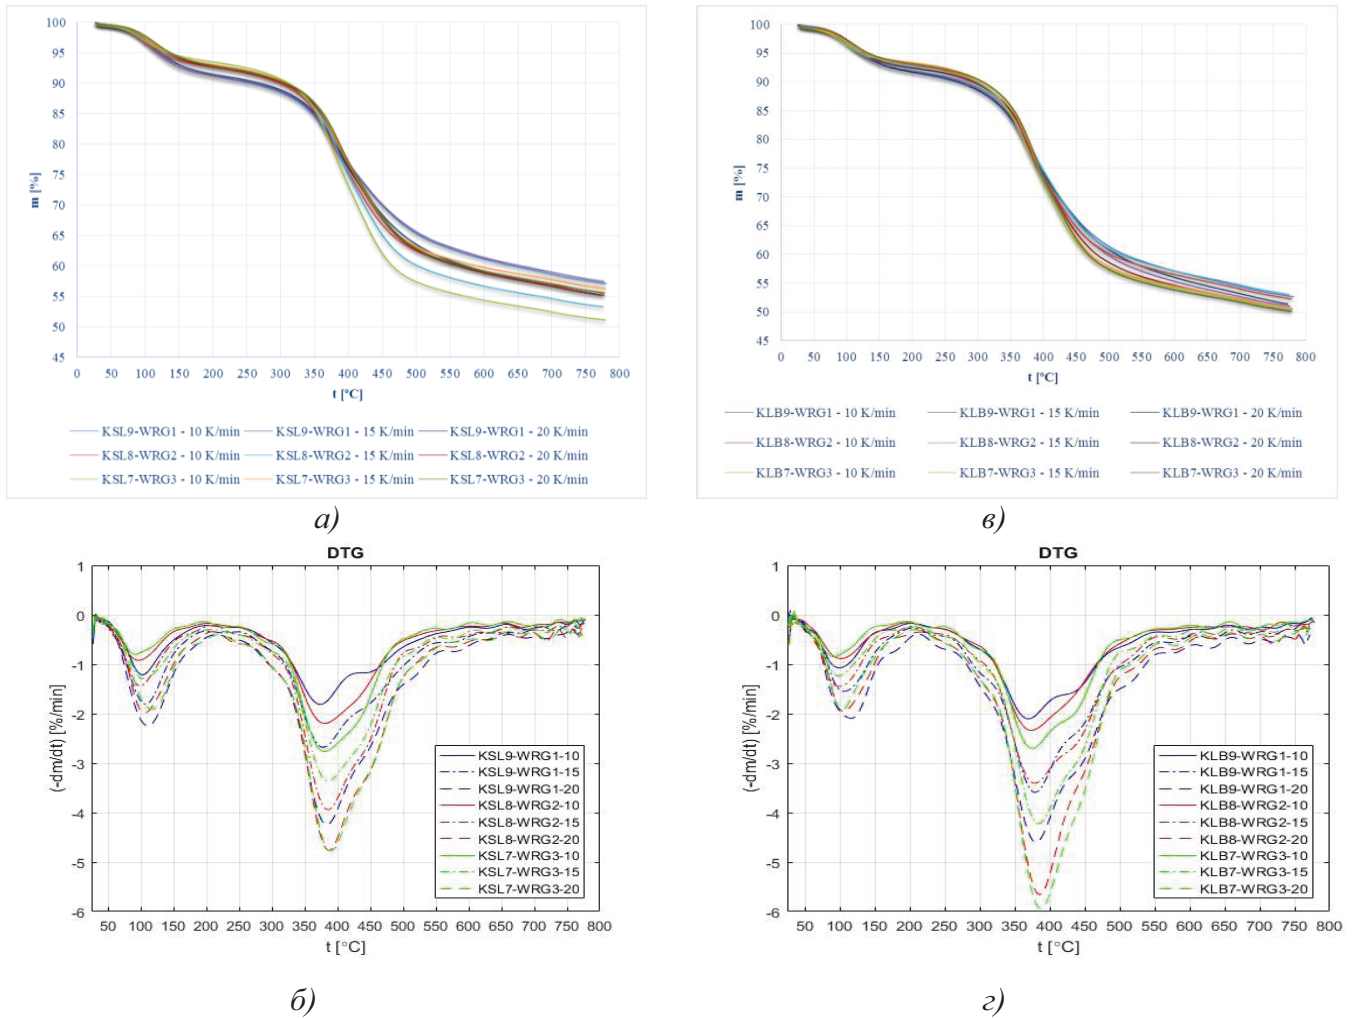 100
95
90
85
80
75
70
65
60
55
50
45
m [%]
0 50 100 150 200 250 300 350 400 450 500 550 600 650 700 750 800
t [ºC]
KSL9-WRG1 - 10 K/min KSL9-WRG1 - 15 K/min KSL9-WRG1 - 20 K/min
KSL8-WRG2 - 10 K/min KSL8-WRG2 - 15 K/min KSL8-WRG2 - 20 K/min
KSL7-WRG3 - 10 K/min KSL7-WRG3 - 15 K/min KSL7-WRG3 - 20 K/min
а)
100
95
90
85
80
75
70
65
60
55
50
45
m [%]
0 50 100 150 200 250 300 350 400 450 500 550 600 650 700 750 800
t [ºC]
KLB9-WRG1 - 10 K/min KLB9-WRG1 - 15 K/min KLB9-WRG1 - 20 K/min
KLB8-WRG2 - 10 K/min KLB8-WRG2 - 15 K/min KLB8-WRG2 - 20 K/min
KLB7-WRG3 - 10 K/min KLB7-WRG3 - 15 K/min KLB7-WRG3 - 20 K/min
в)
DTG
1
0
-1
-2
-3
-4
-5
-6
(-dm/dt) [%/min]
KSL9-WRG1-10
KSL9-WRG1-15
KSL9-WRG1-20
KSL8-WRG2-10
KSL8-WRG2-15
KSL8-WRG2-20
KSL7-WRG3-10
KSL7-WRG3-15
KSL7-WRG3-20
50 100 150 200 250 300 350 400 450 500 550 600 650 700 750 800
t [°C]
б)
DTG
1
0
-1
-2
-3
-4
-5
-6
(-dm/dt) [%/min]
KLB9-WRG1-10
KLB9-WRG1-15
KLB9-WRG1-20
KLB8-WRG2-10
KLB8-WRG2-15
KLB8-WRG2-20
KLB7-WRG3-10
KLB7-WRG3-15
KLB7-WRG3-20
50 100 150 200 250 300 350 400 450 500 550 600 650 700 750 800
t [°C]
г)